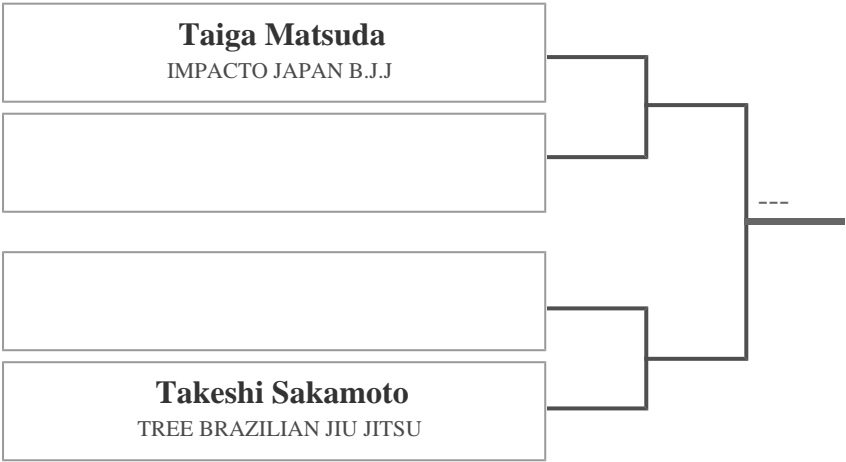 Taiga Matsuda
IMPACTO JAPAN B.J.J
---
Takeshi Sakamoto
TREE BRAZILIAN JIU JITSU